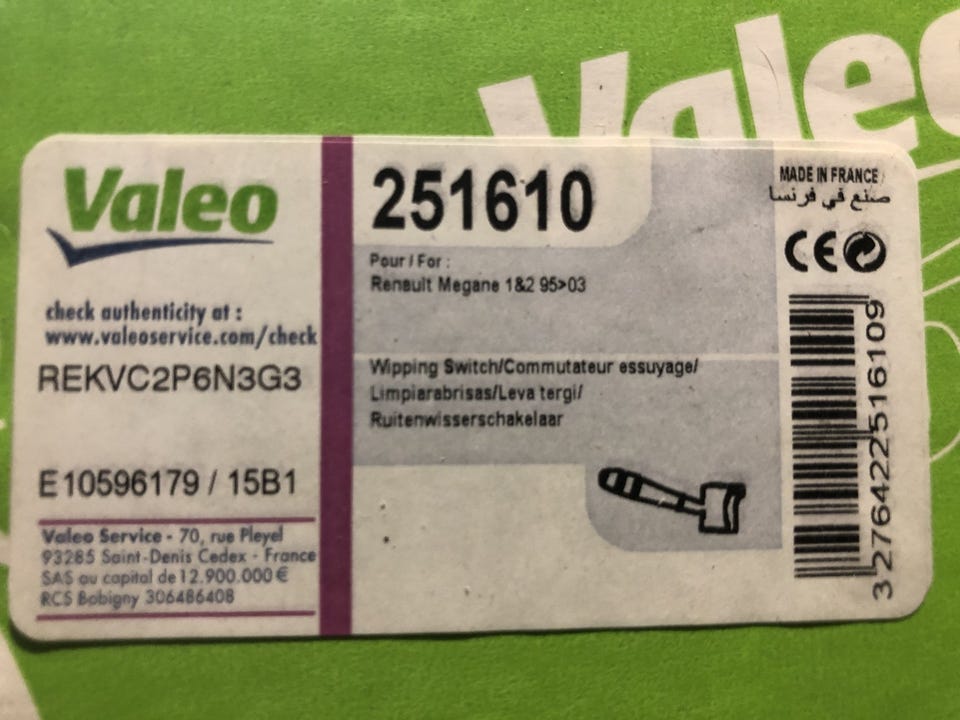 Valeo
Valeo
check authenticity at :
www.valeoservice.com/check
REKVC2P6N3G3
E10596179 / 15B1
Valeo Service - 70, rue Pleyel
93285 Saint-Denis Cedex - France
SAS au capital de 12.900.000 €
RCS Bobigny 306486408
251610
Pour / For :
Renault Megane 1&2 95>03
Wipping Switch/Commutateur essuyage/
Limpiarabrisas/Leva tergi/
Ruitenwisserschakelaar
MADE IN FRANCE
صنع في فرنسا
CE
3276422516109